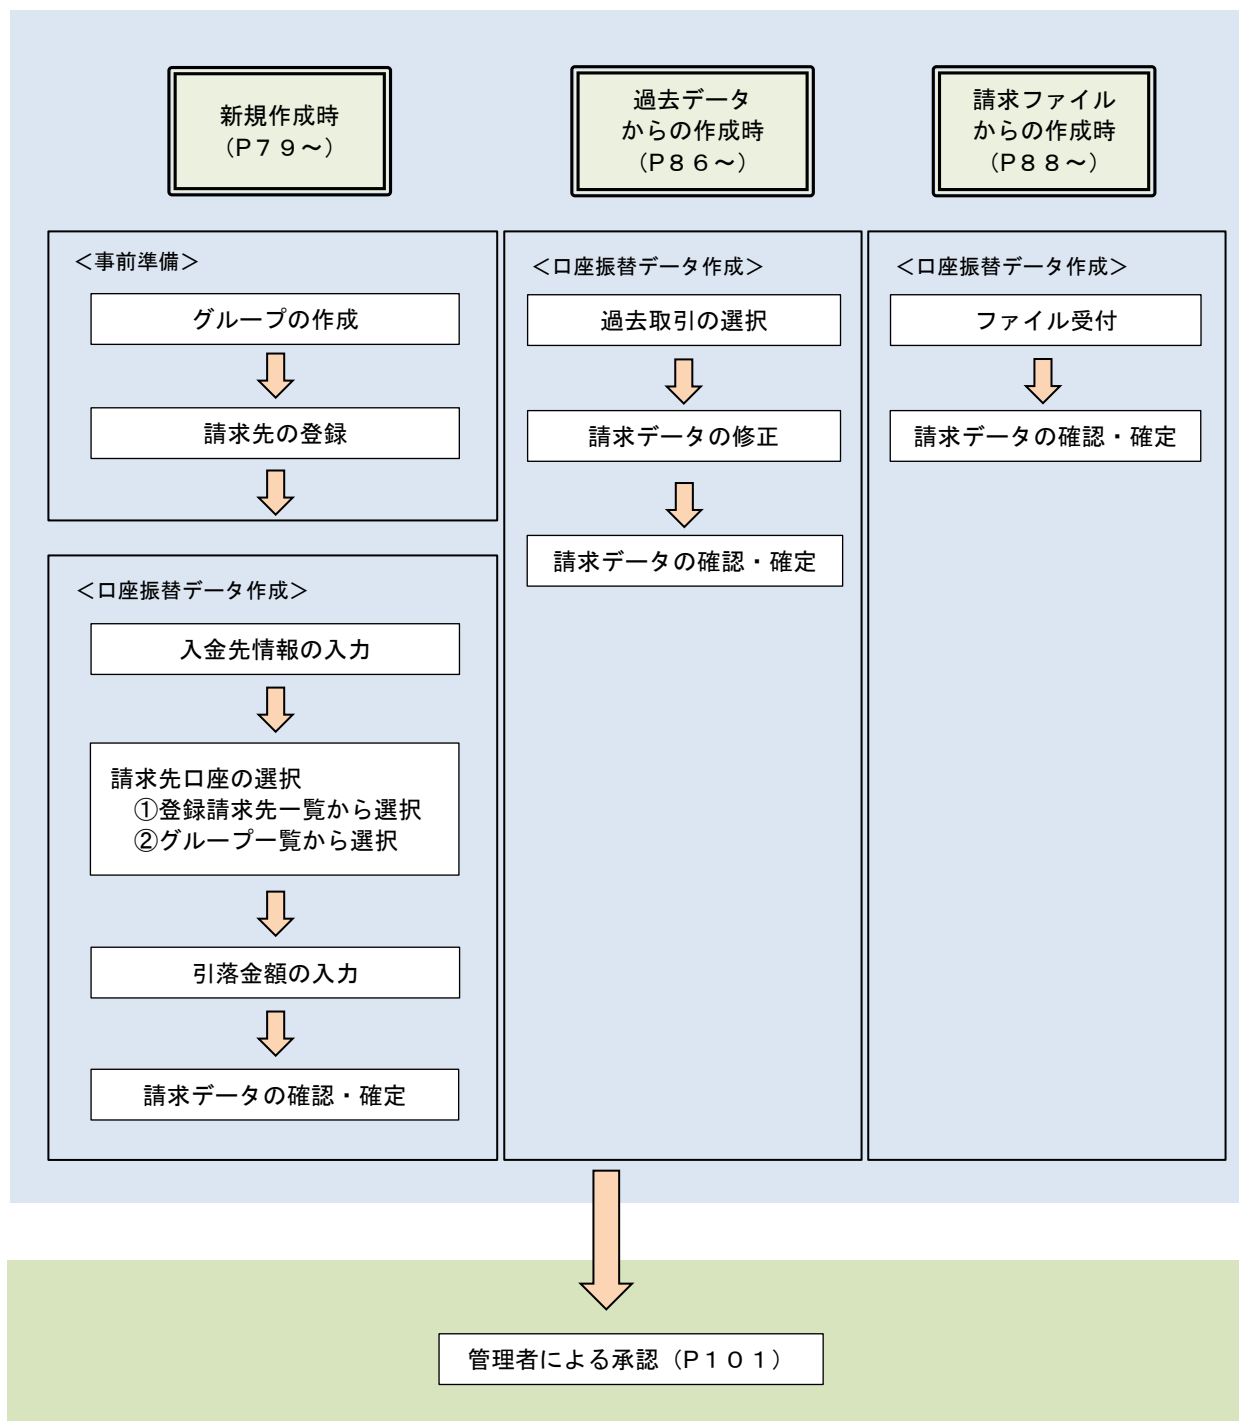 新規作成時
（P７９～）
過去データ
からの作成時
（P８６～）
請求ファイル
からの作成時
（P８８～）
＜事前準備＞
グループの作成
請求先の登録
＜口座振替データ作成＞
入金先情報の入力
請求先口座の選択
①登録請求先一覧から選択
②グループ一覧から選択
引落金額の入力
請求データの確認・確定
＜口座振替データ作成＞
過去取引の選択
請求データの修正
請求データの確認・確定
＜口座振替データ作成＞
ファイル受付
請求データの確認・確定
管理者による承認（P１０１）